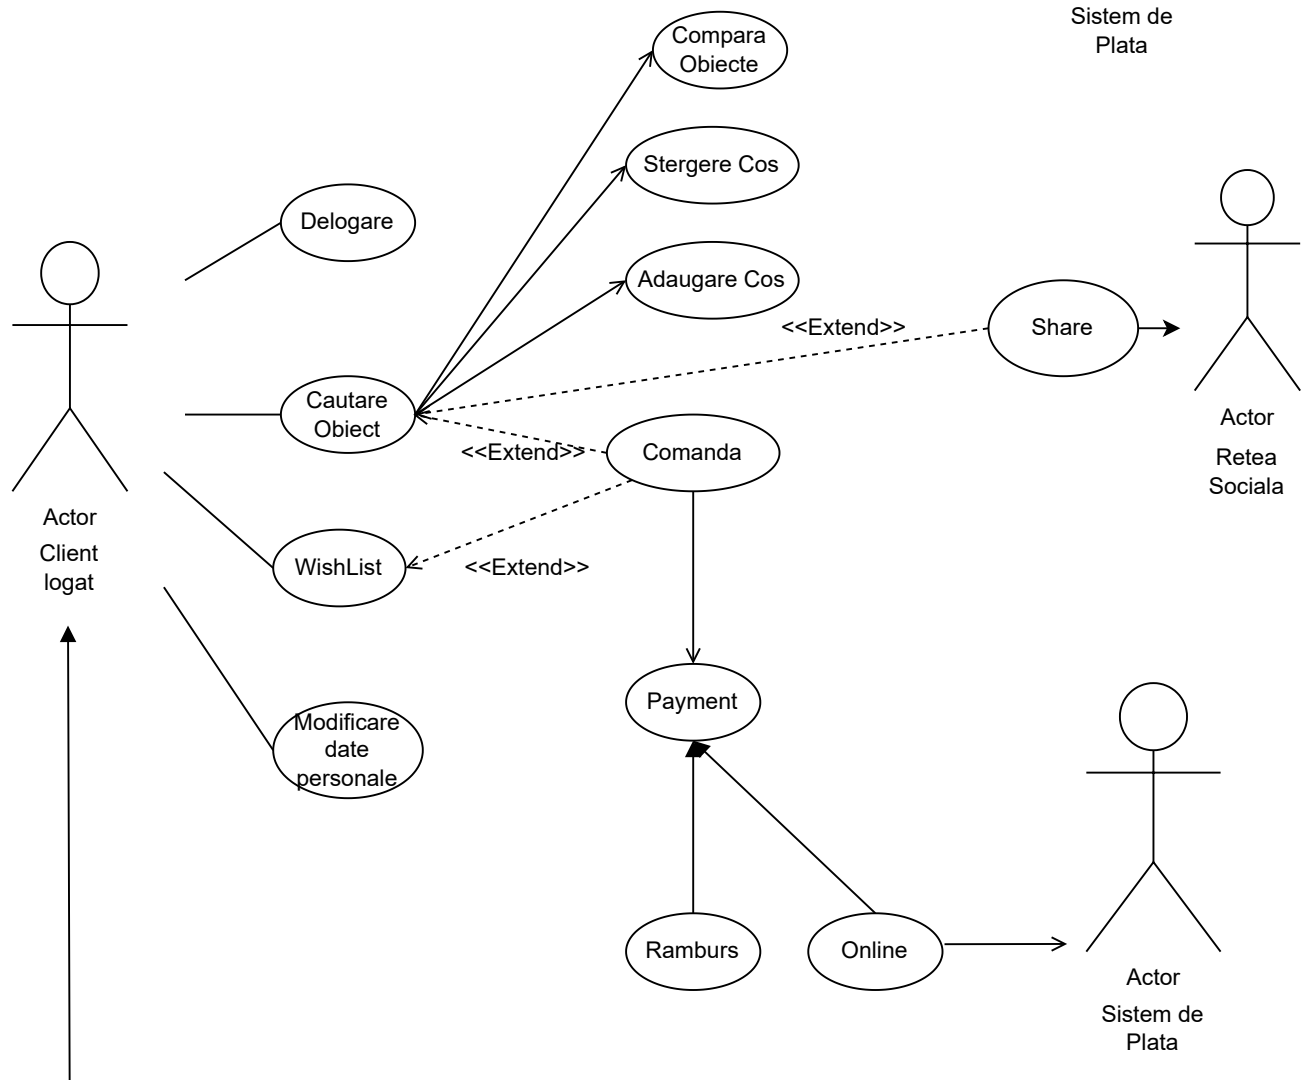 Sistem de
Plata
Compara
Obiecte
Stergere Cos
Delogare
Adaugare Cos
<<Extend>>
Share
Cautare
Obiect
Actor
Retea
Sociala
<<Extend>>
Comanda
Actor
Client
logat
WishList
<<Extend>>
Payment
Modificare
date
personale
Ramburs
Online
Actor
Sistem de
Plata